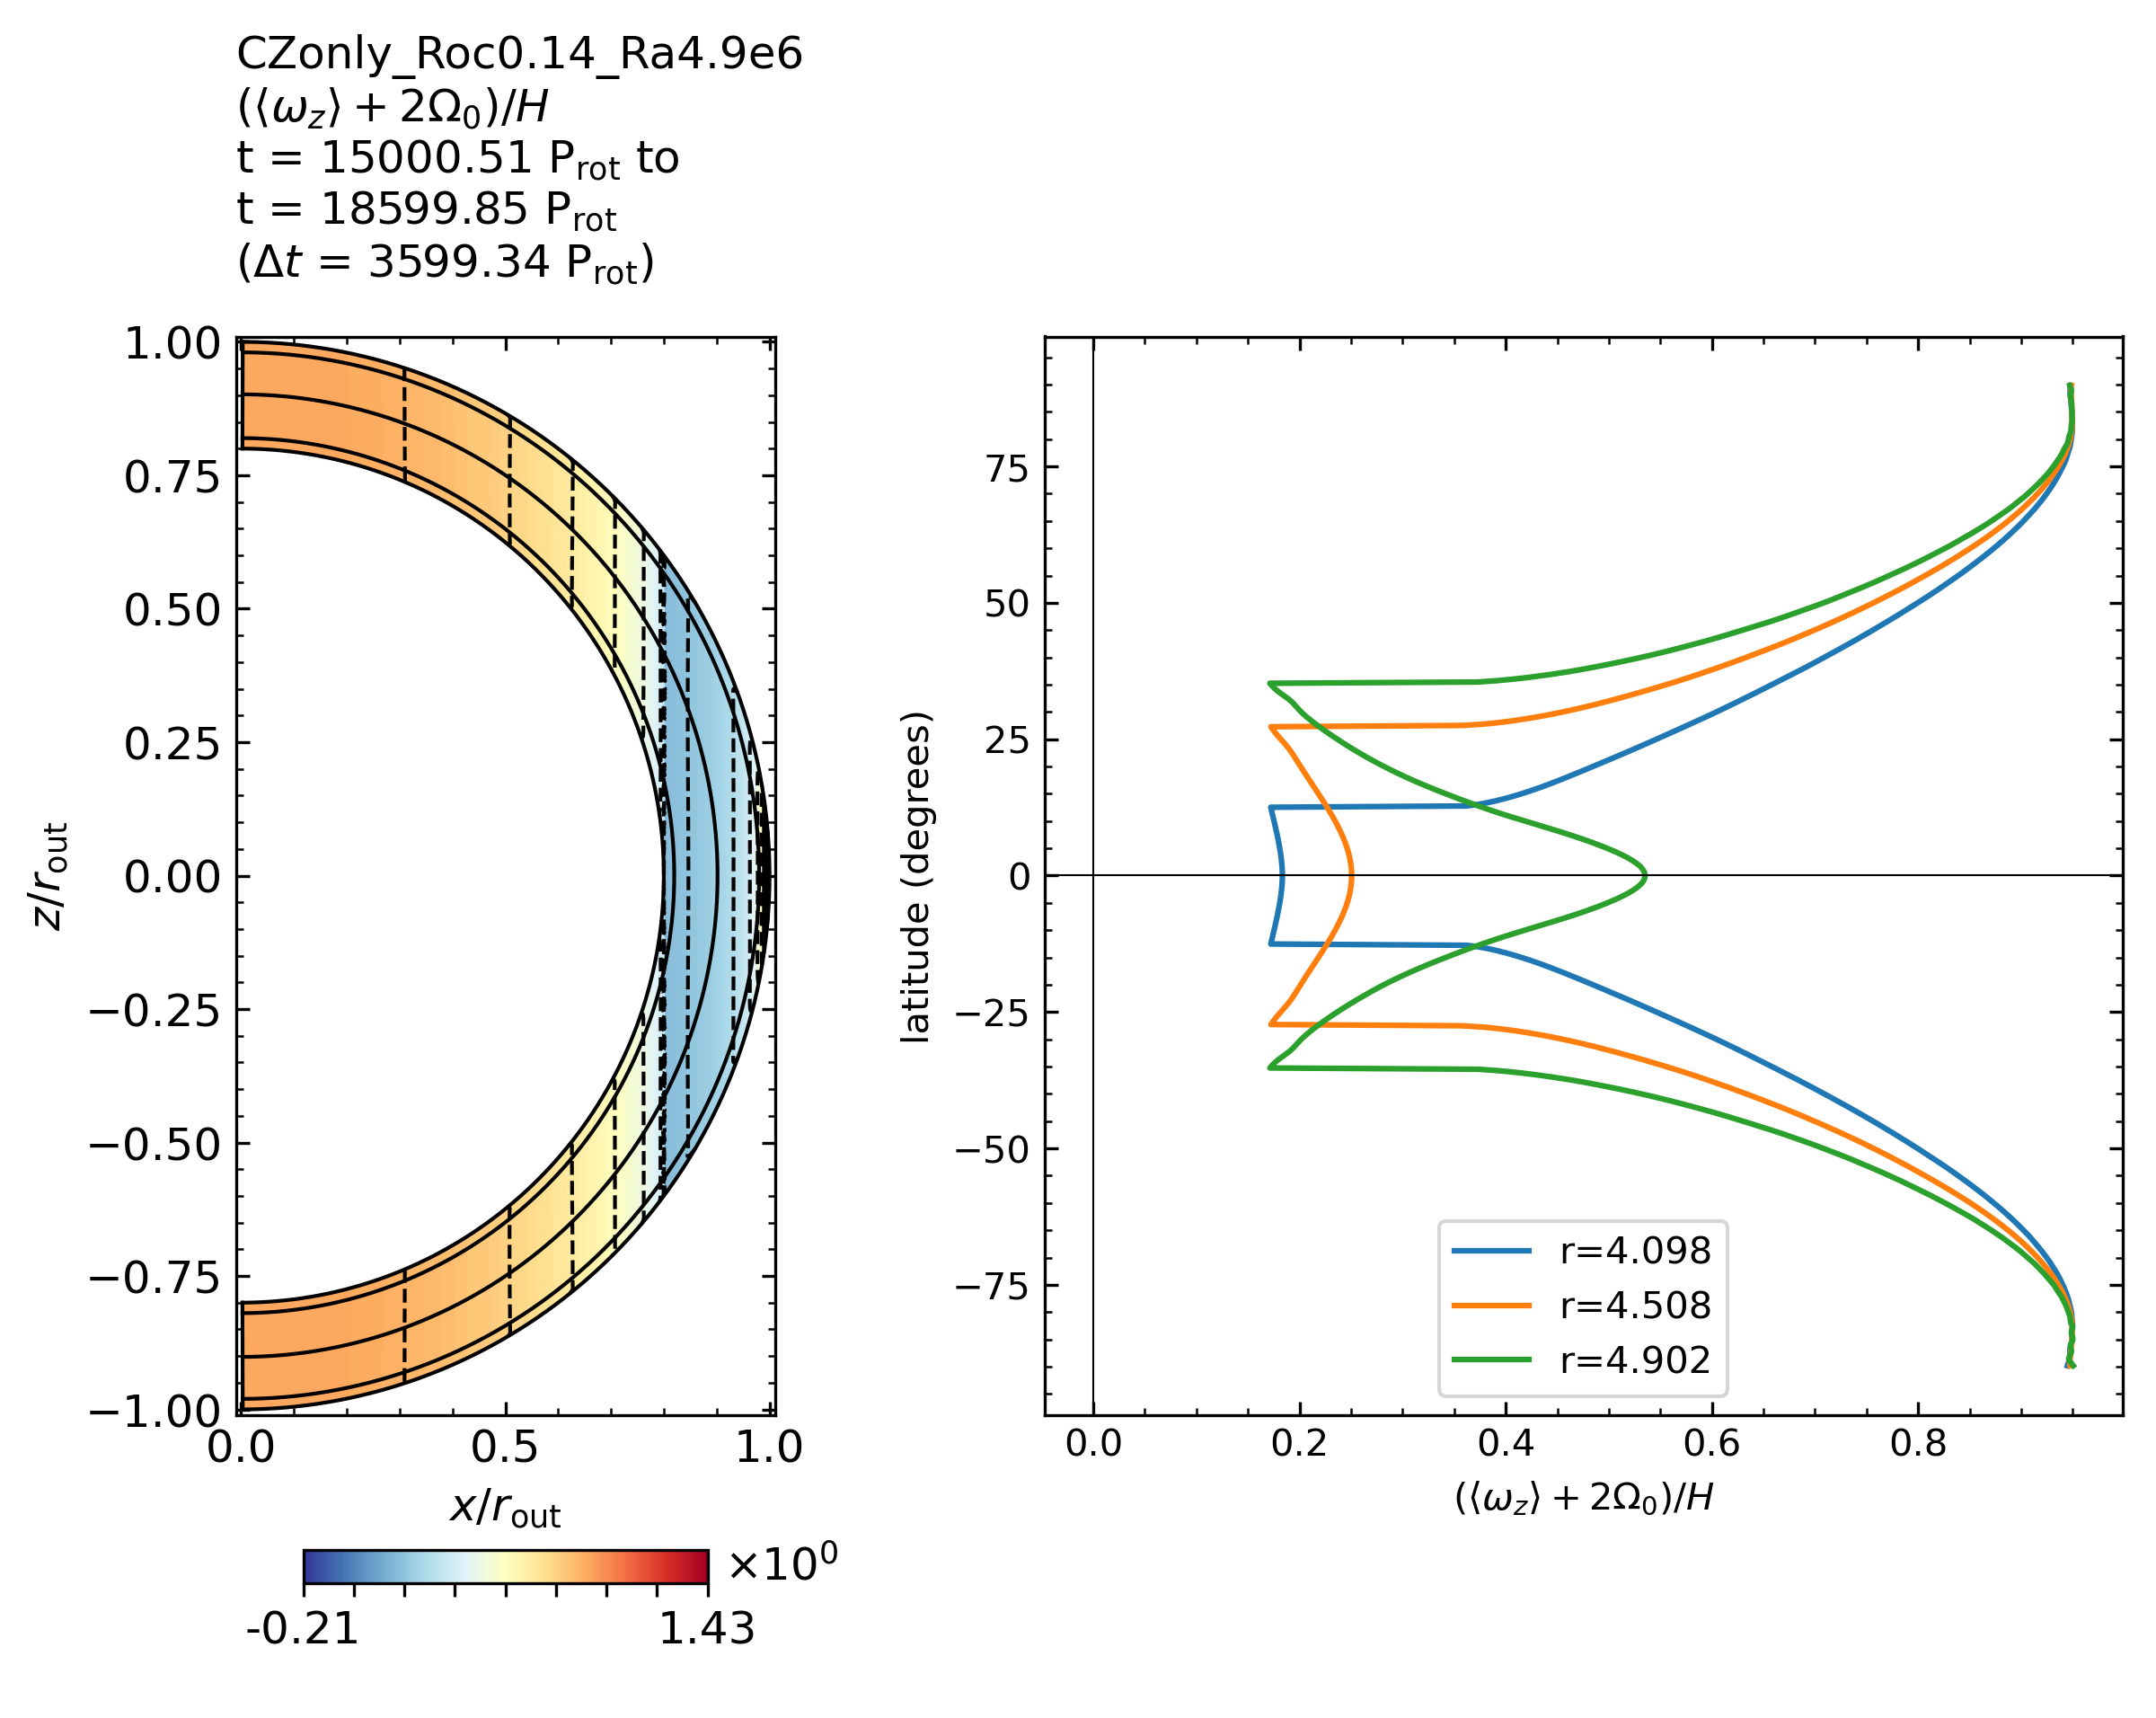 CZonly_Roc0.14_Ra4.9e6
(⟨ω_z⟩ + 2Ω_0)/H
t = 15000.51 P_rot to
t = 18599.85 P_rot
(Δt = 3599.34 P_rot)
1.00
0.75
0.50
0.25
0.00
−0.25
−0.50
−0.75
−1.00
z/r_out
0.0 0.5 1.0
x/r_out
×10^0
-0.21 1.43
75
50
25
0
−25
−50
−75
latitude (degrees)
r=4.098
r=4.508
r=4.902
0.0 0.2 0.4 0.6 0.8
(⟨ω_z⟩ + 2Ω_0)/H